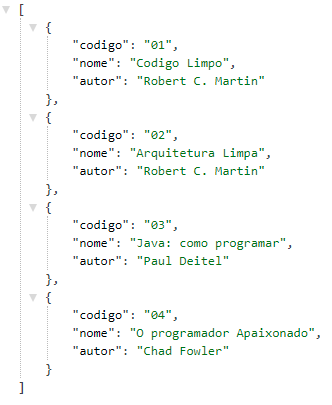 [
{
"codigo": "01",
"nome": "Codigo Limpo",
"autor": "Robert C. Martin"
},
{
"codigo": "02",
"nome": "Arquitetura Limpa",
"autor": "Robert C. Martin"
},
{
"codigo": "03",
"nome": "Java: como programar",
"autor": "Paul Deitel"
},
{
"codigo": "04",
"nome": "O programador Apaixonado",
"autor": "Chad Fowler"
}
]